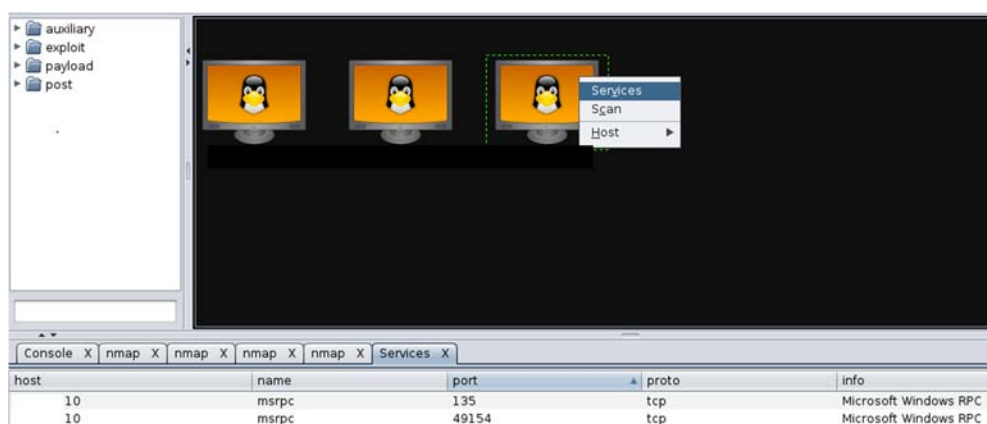 auxiliary
exploit
payload
post
Services
Scan
Host
Console X nmap X nmap X nmap X nmap X Services X
host name port proto info
10 msrpc 135 tcp Microsoft Windows RPC
10 msrpc 49154 tcp Microsoft Windows RPC